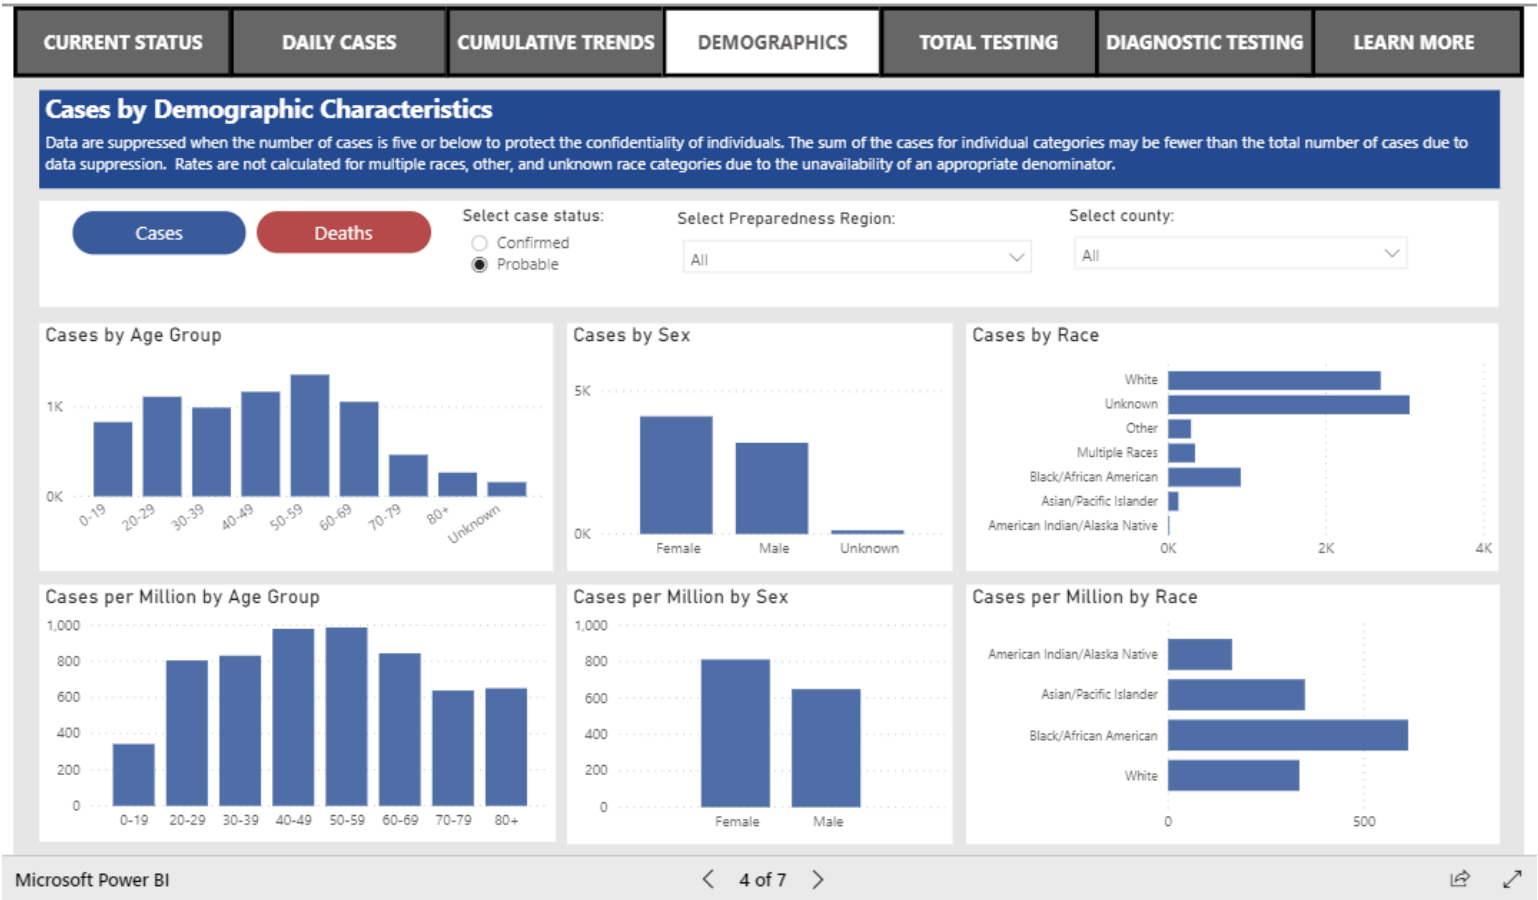 CURRENT STATUS DAILY CASES CUMULATIVE TRENDS DEMOGRAPHICS TOTAL TESTING DIAGNOSTIC TESTING LEARN MORE
Cases by Demographic Characteristics
Data are suppressed when the number of cases is five or below to protect the confidentiality of individuals. The sum of the cases for individual categories may be fewer than the total number of cases due to
data suppression. Rates are not calculated for multiple races, other, and unknown race categories due to the unavailability of an appropriate denominator.
Cases
Deaths
Select case status:
Confirmed
Probable
Select Preparedness Region:
All
Select county:
All
Cases by Age Group
1K
0K
0-19 20-29 30-39 40-49 50-59 60-69 70-79 80+ Unknown
Cases by Sex
5K
0K
Female Male Unknown
Cases by Race
White
Unknown
Other
Multiple Races
Black/African American
Asian/Pacific Islander
American Indian/Alaska Native
0K 2K 4K
Cases per Million by Age Group
1,000
800
600
400
200
0
0-19 20-29 30-39 40-49 50-59 60-69 70-79 80+
Cases per Million by Sex
1,000
800
600
400
200
0
Female Male
Cases per Million by Race
American Indian/Alaska Native
Asian/Pacific Islander
Black/African American
White
0 500
Microsoft Power BI
4 of 7